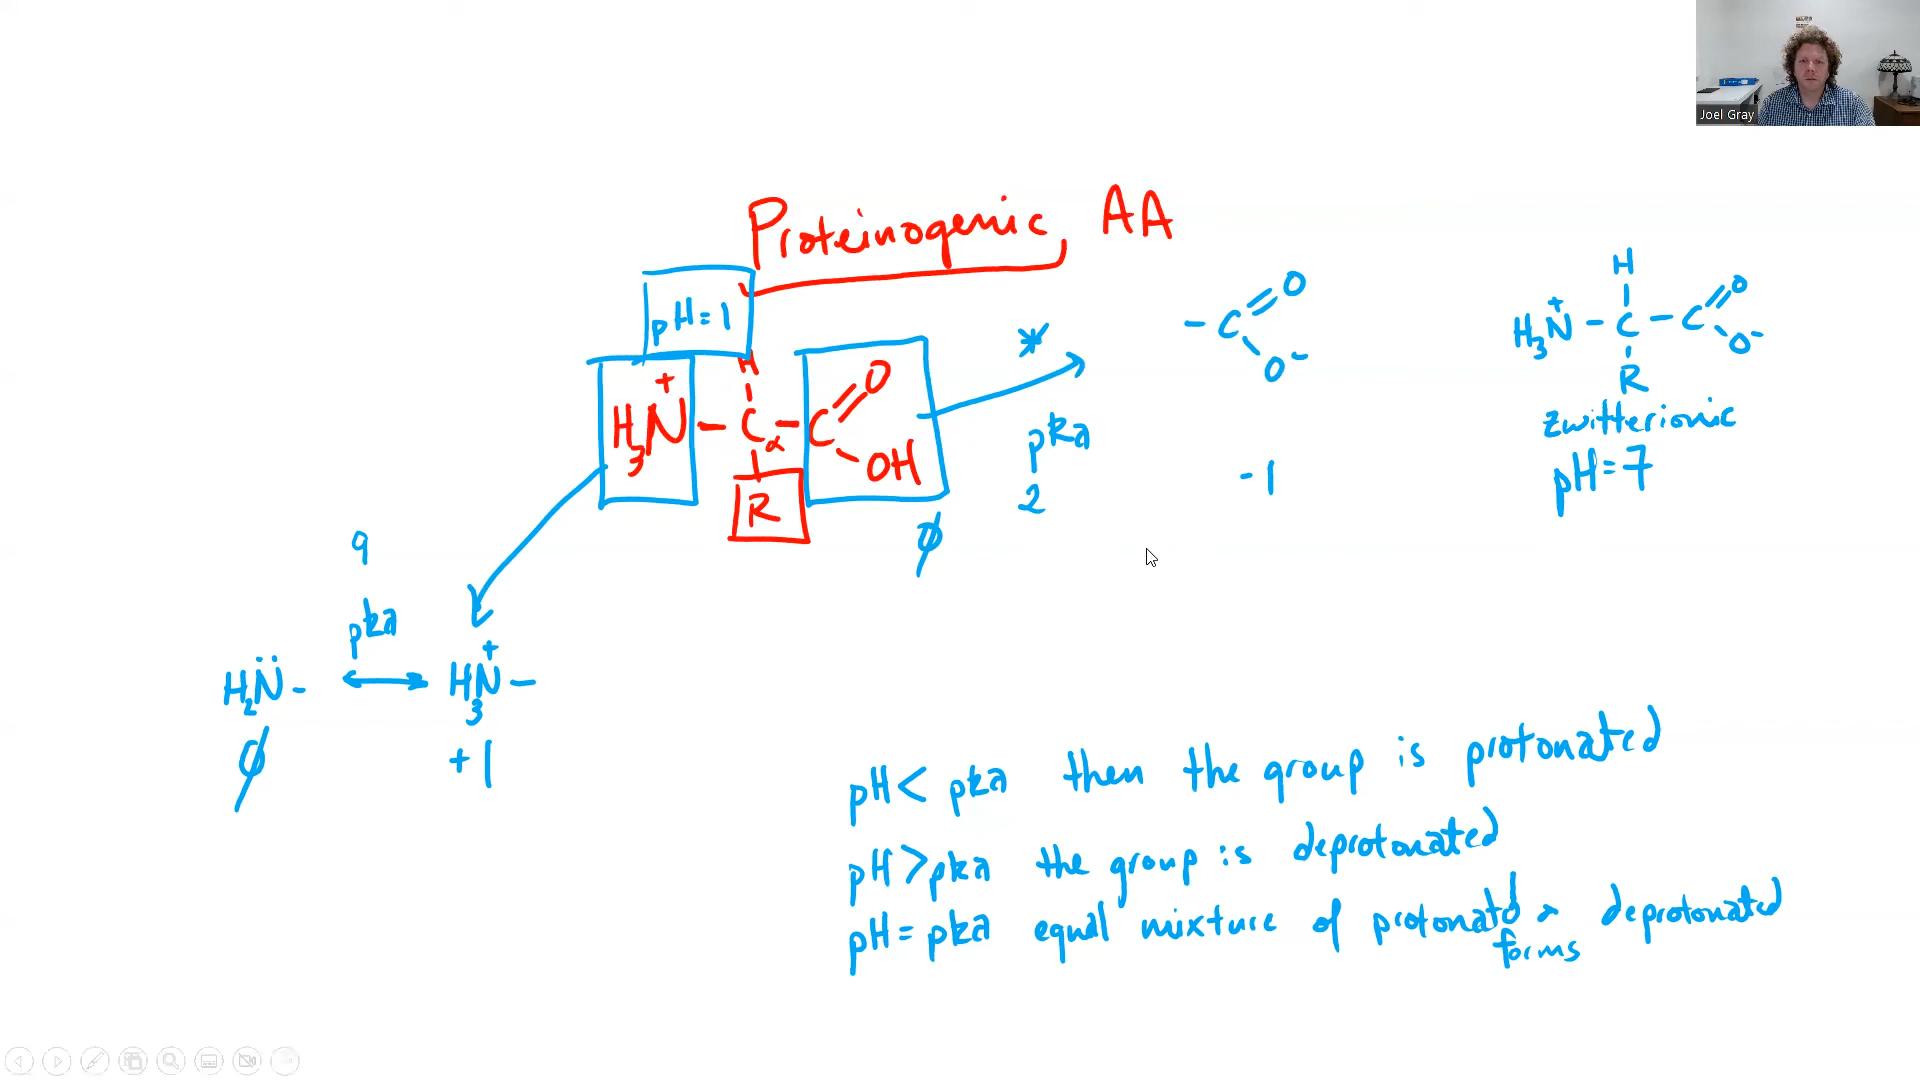 Joel Gray
Proteinogenic AA
pH=1
H
H₃N⁺ - Cα - C
O
OH
R
∅
pka
2
- C
O
O⁻
-1
H
H₃N⁺ - C - C
O
O⁻
R
zwitterionic
pH=7
9
pka
H₂N̈ - ↔ H₃N⁺ -
∅
+1
pH< pka then the group is protonated
pH>pka the group is deprotonated
pH= pka equal mixture of protonatd & deprotonated
forms